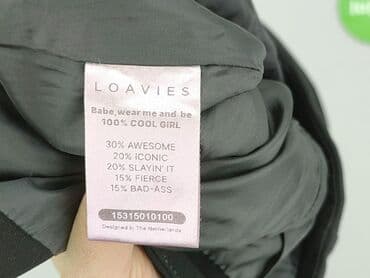 LOAVIES
Babe, wear me and be
100% COOL GIRL
30% AWESOME
20% ICONIC
20% SLAYIN' IT
15% FIERCE
15% BAD-ASS
15315010100
Designed in The Netherlands